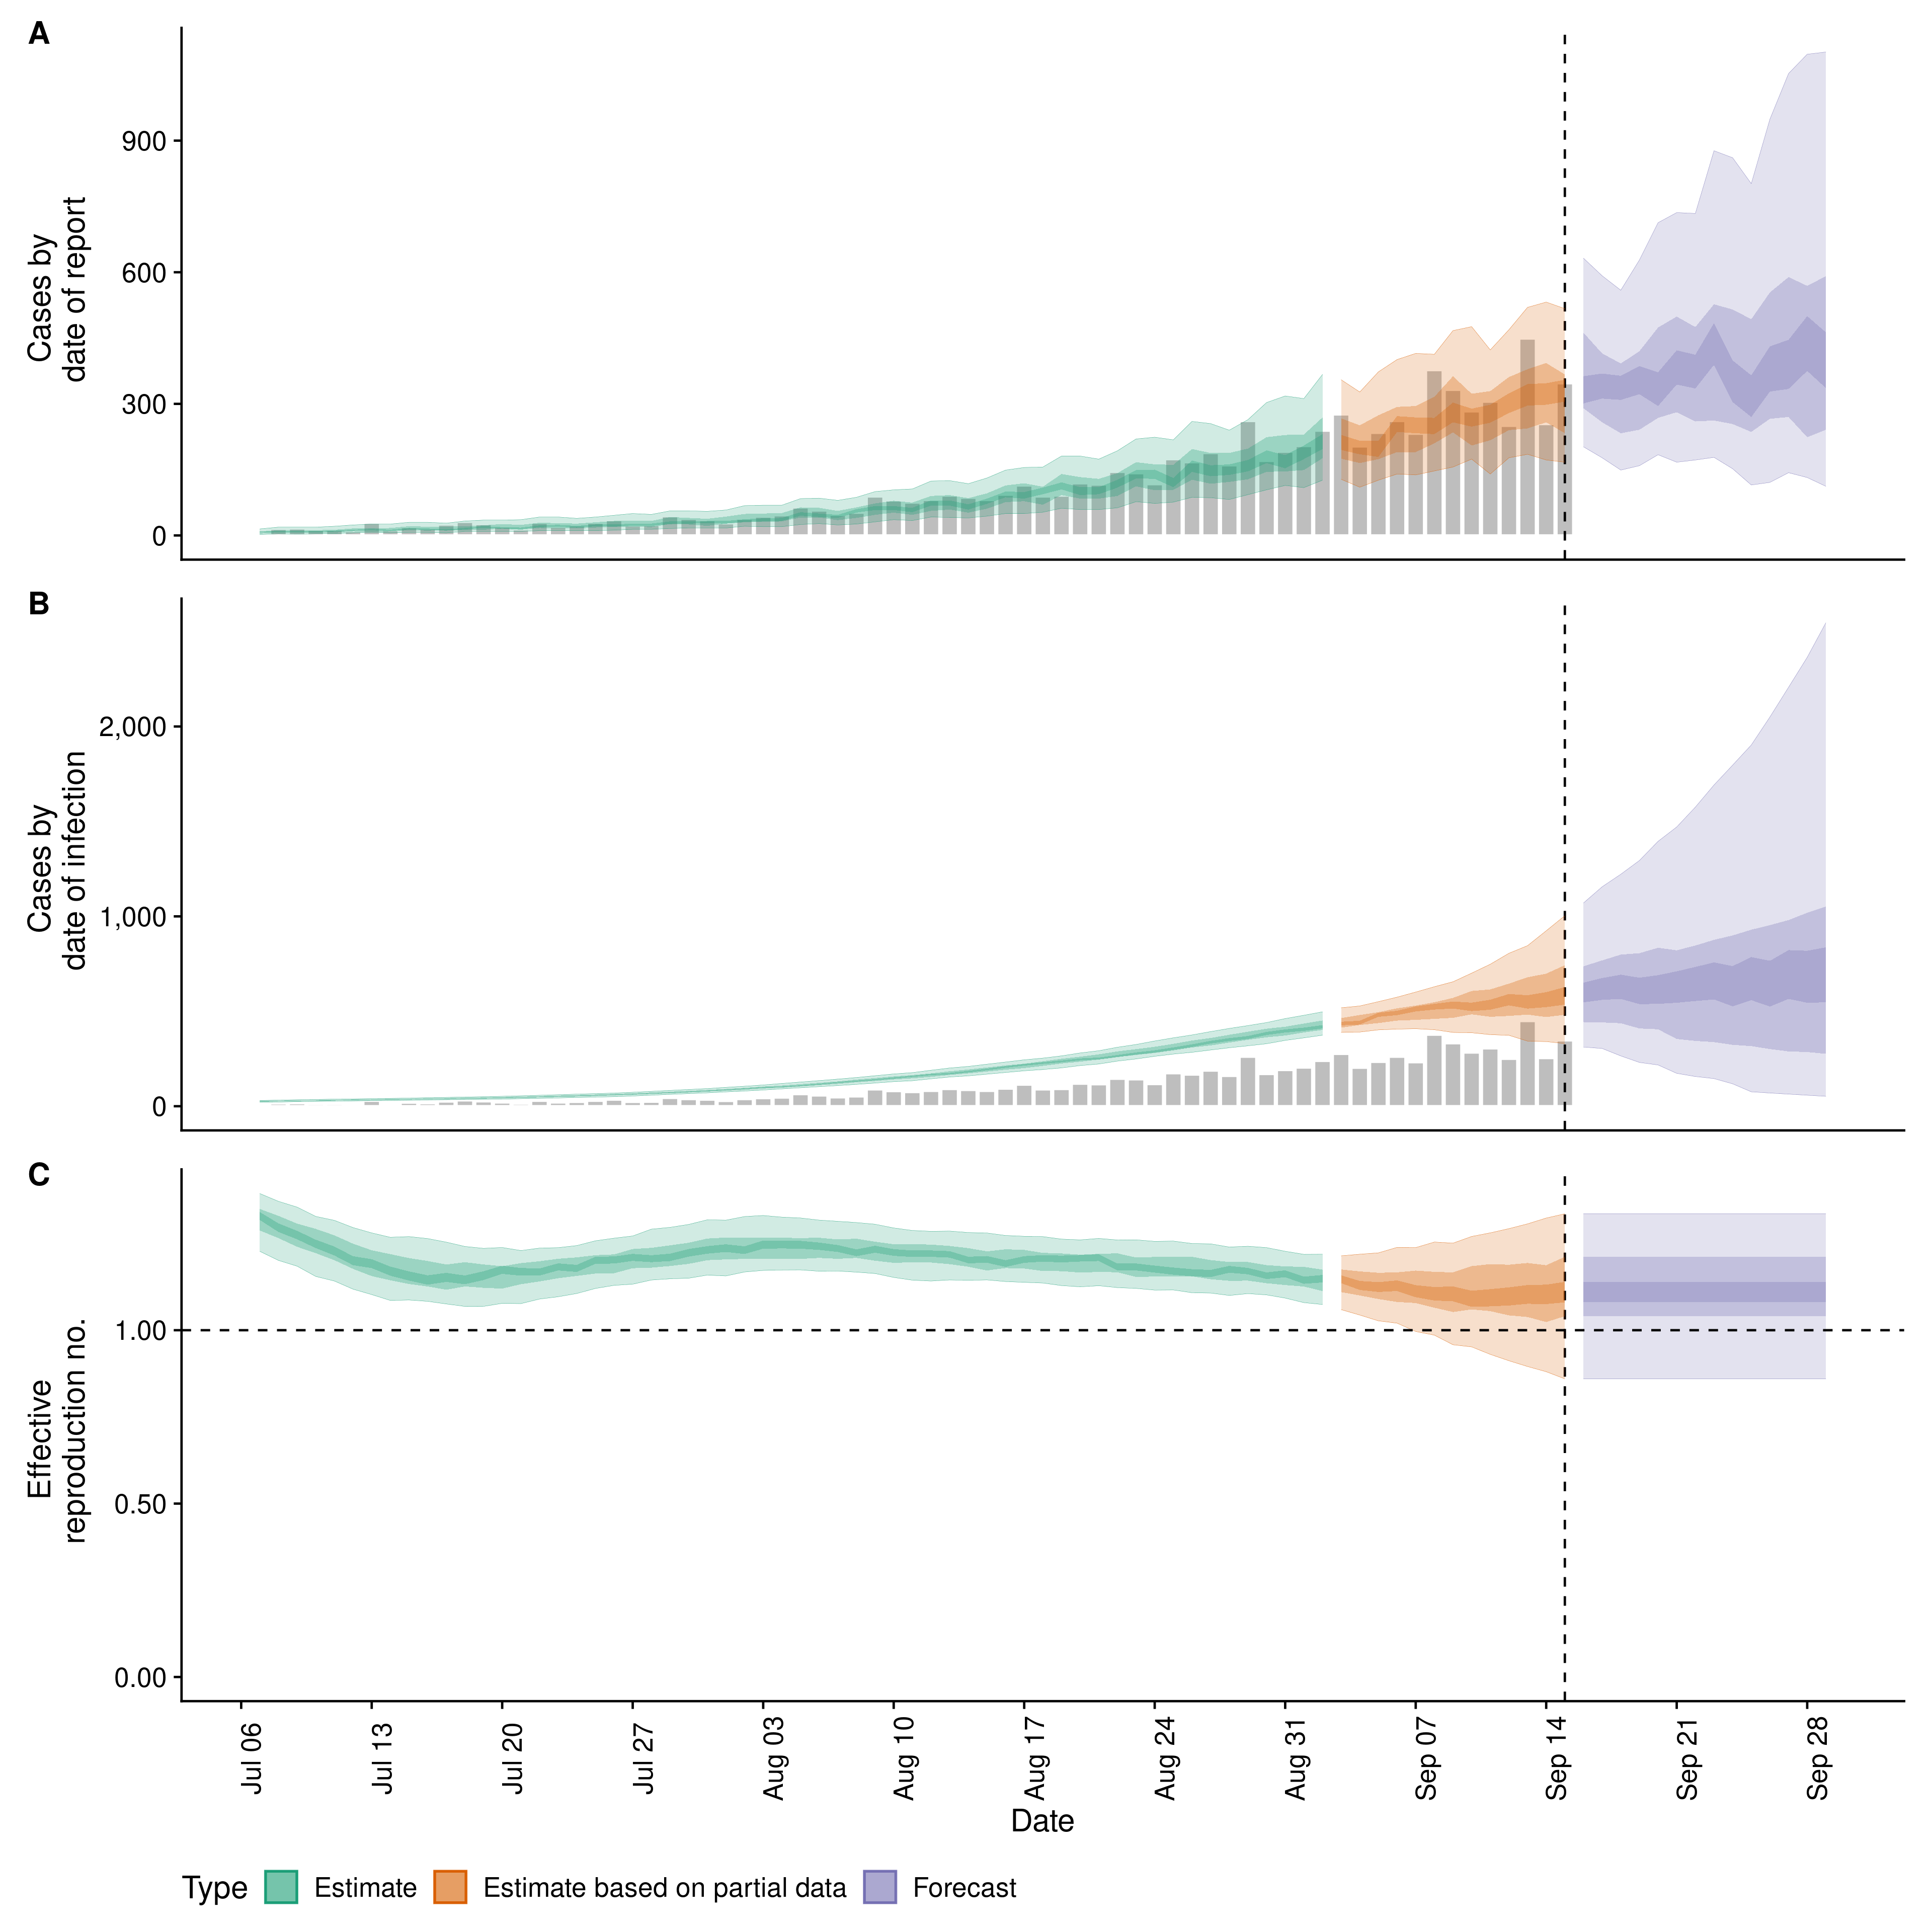 A
Cases by
date of report
900
600
300
0
B
Cases by
date of infection
2,000
1,000
0
C
Effective
reproduction no.
1.00
0.50
0.00
Jul 06
Jul 13
Jul 20
Jul 27
Aug 03
Aug 10
Aug 17
Aug 24
Aug 31
Sep 07
Sep 14
Sep 21
Sep 28
Date
Type Estimate Estimate based on partial data Forecast